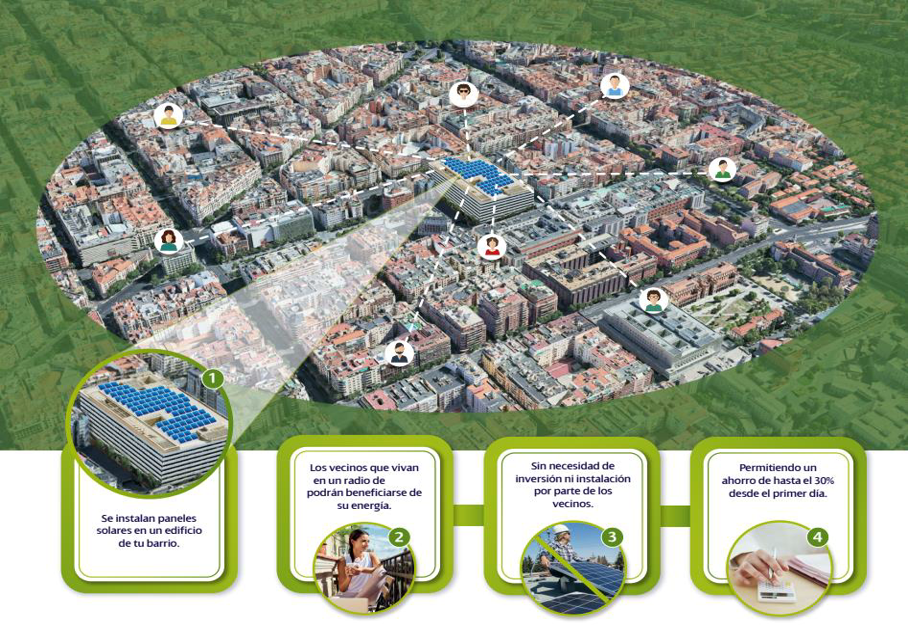 1
Se instalan paneles
solares en un edificio
de tu barrio.
Los vecinos que vivan
en un radio de
podrán beneficiarse de
su energía.
2
Sin necesidad de
inversión ni instalación
por parte de los
vecinos.
3
Permitiendo un
ahorro de hasta el 30%
desde el primer día.
4